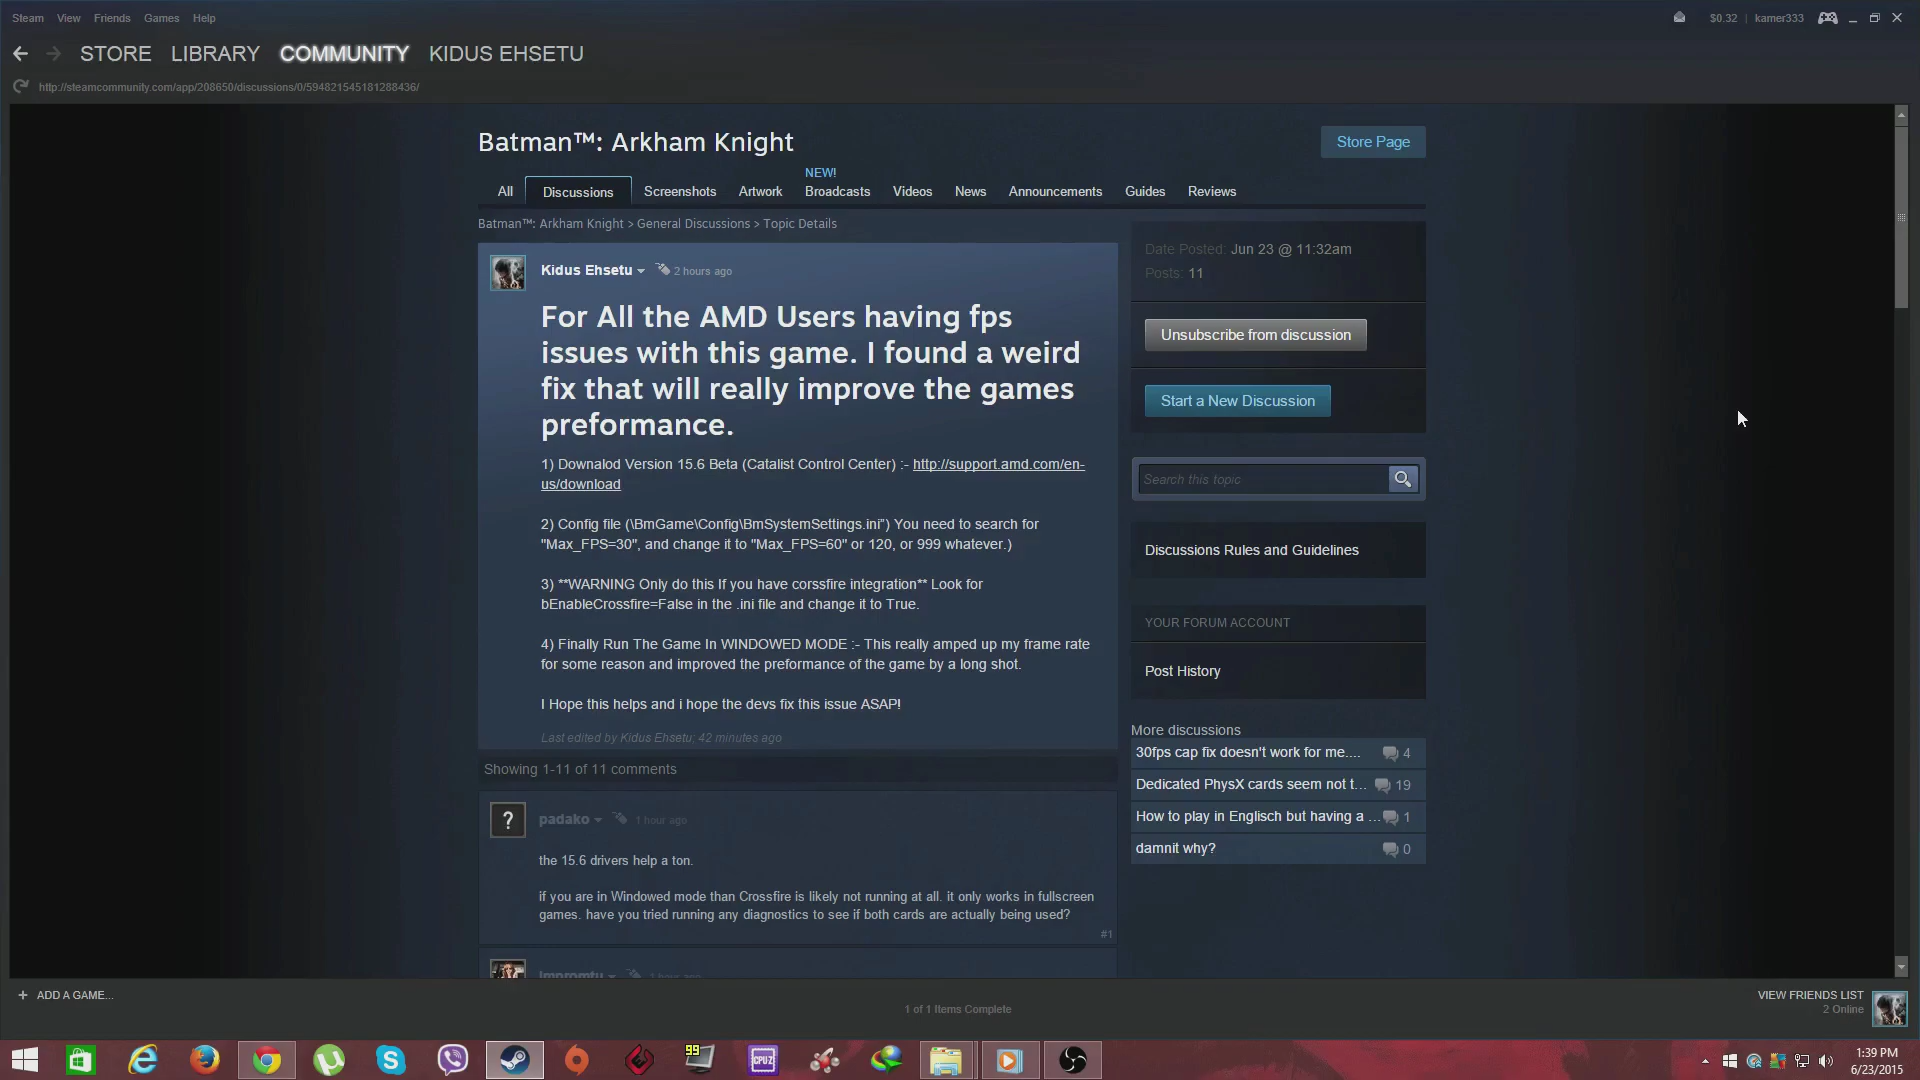 Steam View Friends Games Help
$0.32 | kamer333
STORE LIBRARY COMMUNITY KIDUS EHSETU
http://steamcommunity.com/app/208650/discussions/0/594821545181288436/
Batman™: Arkham Knight
Store Page
NEW!
All Discussions Screenshots Artwork Broadcasts Videos News Announcements Guides Reviews
Batman™: Arkham Knight > General Discussions > Topic Details
Kidus Ehsetu 2 hours ago
For All the AMD Users having fps
issues with this game. I found a weird
fix that will really improve the games
preformance.
1) Downalod Version 15.6 Beta (Catalist Control Center) :- http://support.amd.com/en-
us/download
2) Config file (\BmGame\Config\BmSystemSettings.ini") You need to search for
"Max_FPS=30", and change it to "Max_FPS=60" or 120, or 999 whatever.)
3) **WARNING Only do this If you have corssfire integration** Look for
bEnableCrossfire=False in the .ini file and change it to True.
4) Finally Run The Game In WINDOWED MODE :- This really amped up my frame rate
for some reason and improved the preformance of the game by a long shot.
I Hope this helps and i hope the devs fix this issue ASAP!
Last edited by Kidus Ehsetu; 42 minutes ago
Showing 1-11 of 11 comments
? padako 1 hour ago
the 15.6 drivers help a ton.
if you are in Windowed mode than Crossfire is likely not running at all. it only works in fullscreen
games. have you tried running any diagnostics to see if both cards are actually being used?
#1
Impromtu 1 hour ago
Date Posted: Jun 23 @ 11:32am
Posts: 11
Unsubscribe from discussion
Start a New Discussion
Search this topic
Discussions Rules and Guidelines
YOUR FORUM ACCOUNT
Post History
More discussions
30fps cap fix doesn't work for me.... 4
Dedicated PhysX cards seem not t... 19
How to play in Englisch but having a ... 1
damnit why? 0
+ ADD A GAME...
1 of 1 Items Complete
VIEW FRIENDS LIST
2 Online
99
CPUZ
1:39 PM
6/23/2015